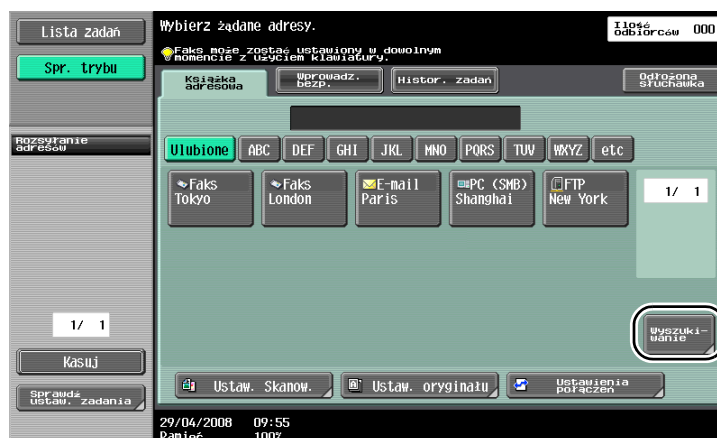 Lista zadań
Spr. trybu
Rozsyłanie
adresów
1/ 1
Kasuj
Sprawdź
ustaw. zadania
Wybierz żądane adresy.
Faks może zostać ustawiony w dowolnym
momencie z użyciem klawiatury.
Ilość
odbiorców 000
Książka
adresowa
Wprowadz.
bezp.
Histor. zadań
Odłożona
słuchawka
Ulubione ABC DEF GHI JKL MNO PQRS TUV WXYZ etc
Faks
Tokyo
Faks
London
E-mail
Paris
PC (SMB)
Shanghai
FTP
New York
1/ 1
Wyszuki-
wanie
Ustaw. Skanow.
Ustaw. oryginału
Ustawienia
połączeń
29/04/2008 09:55
Pamięć 100%